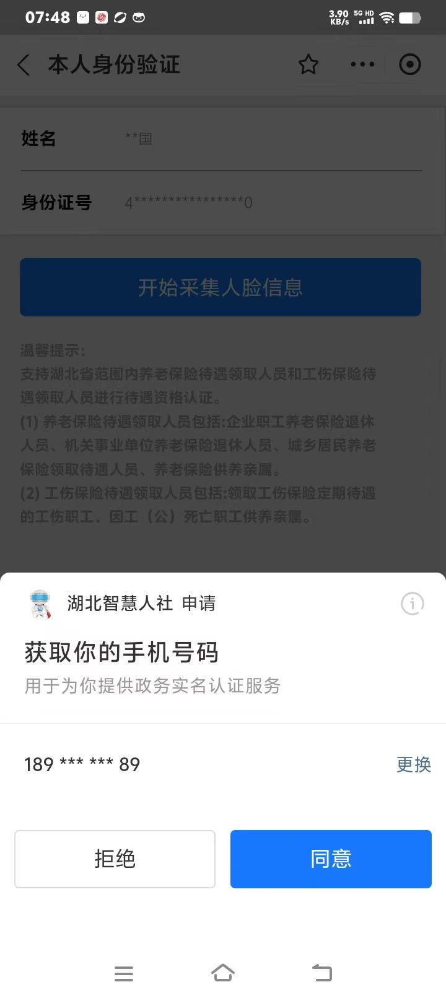 07:48
3.90 KB/s
5G HD
本人身份验证
姓名 **国
身份证号 4****************0
开始采集人脸信息
温馨提示：
支持湖北省范围内养老保险待遇领取人员和工伤保险待
遇领取人员进行待遇资格认证。
(1) 养老保险待遇领取人员包括:企业职工养老保险退休
人员、机关事业单位养老保险退休人员、城乡居民养老
保险领取待遇人员、养老保险供养亲属。
(2) 工伤保险待遇领取人员包括:领取工伤保险定期待遇
的工伤职工、因工（公）死亡职工供养亲属。
湖北智慧人社 申请
获取你的手机号码
用于为你提供政务实名认证服务
189 *** *** 89 更换
拒绝 同意